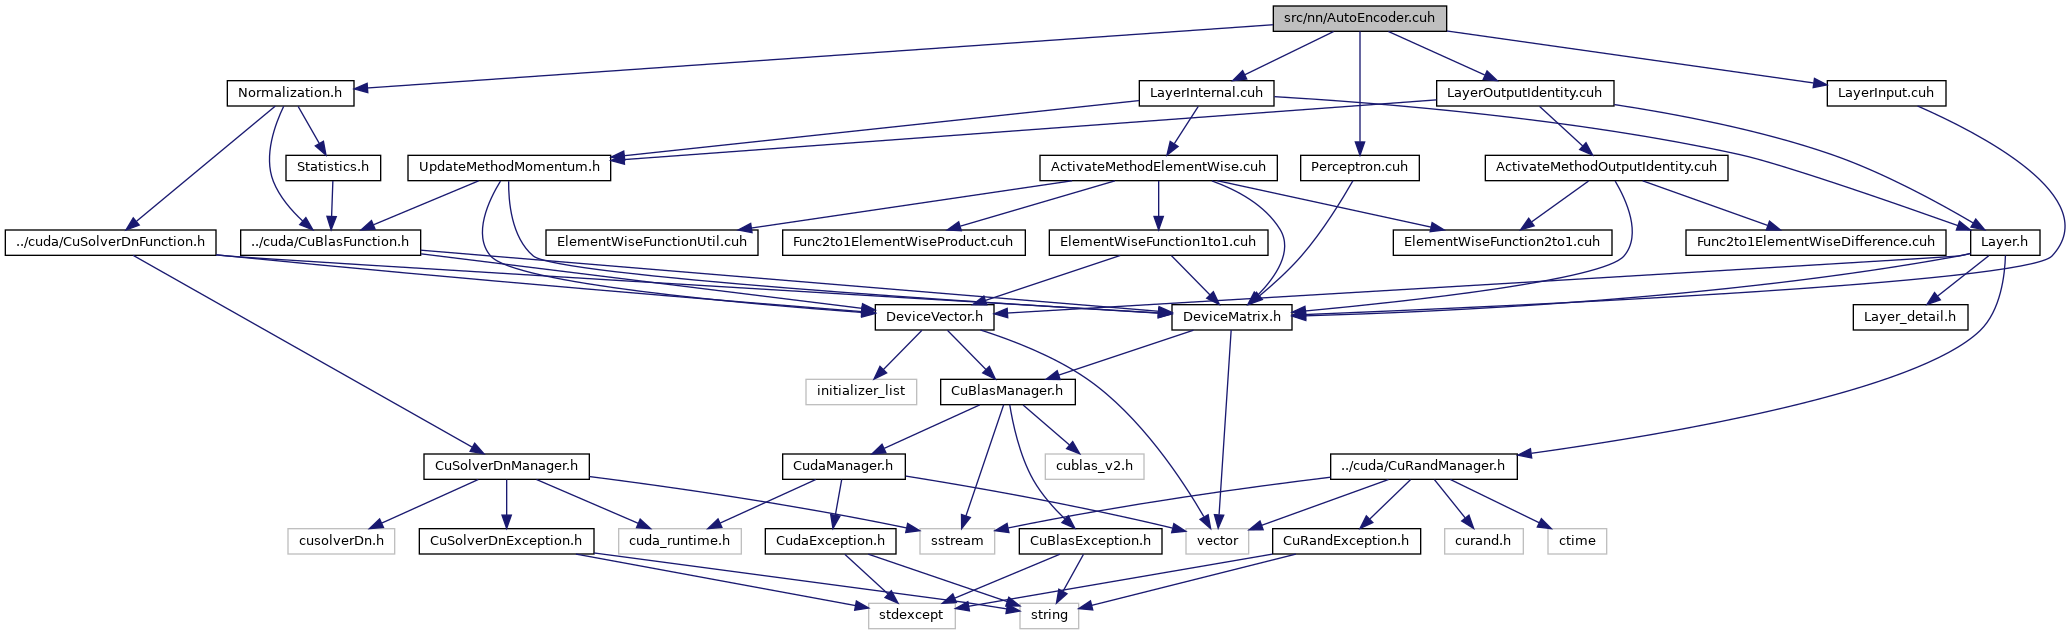 src/nn/AutoEncoder.cuh
Normalization.h
LayerInternal.cuh
LayerOutputIdentity.cuh
LayerInput.cuh
Statistics.h
UpdateMethodMomentum.h
ActivateMethodElementWise.cuh
Perceptron.cuh
ActivateMethodOutputIdentity.cuh
../cuda/CuSolverDnFunction.h
../cuda/CuBlasFunction.h
ElementWiseFunctionUtil.cuh
Func2to1ElementWiseProduct.cuh
ElementWiseFunction1to1.cuh
ElementWiseFunction2to1.cuh
Func2to1ElementWiseDifference.cuh
Layer.h
DeviceVector.h
DeviceMatrix.h
Layer_detail.h
initializer_list
CuBlasManager.h
CuSolverDnManager.h
CudaManager.h
cublas_v2.h
../cuda/CuRandManager.h
cusolverDn.h
CuSolverDnException.h
cuda_runtime.h
CudaException.h
sstream
CuBlasException.h
vector
CuRandException.h
curand.h
ctime
stdexcept
string